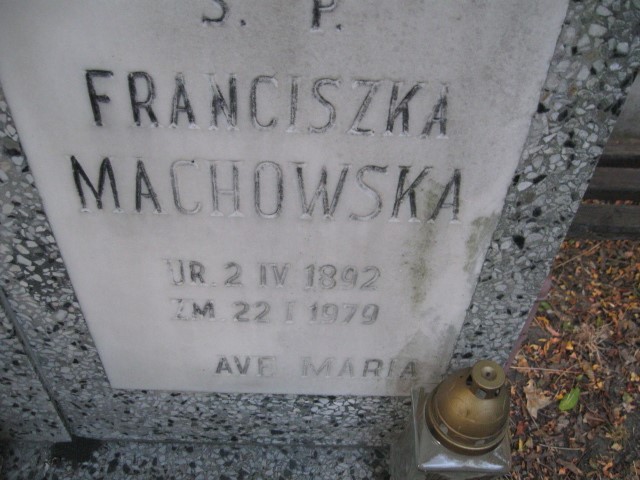 S. P.
FRANCISZKA
MACHOWSKA
UR. 2 IV 1892
ZM. 22 I 1979
AVE MARIA